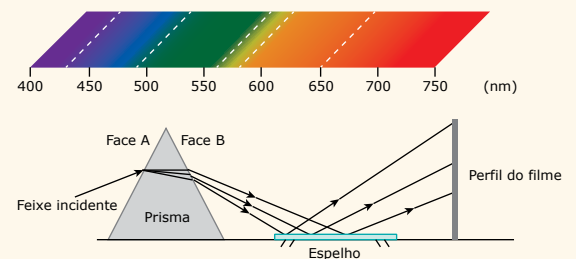 400 450 500 550 600 650 700 750 (nm)
Face A Face B
Perfil do filme
Feixe incidente
Prisma
Espelho